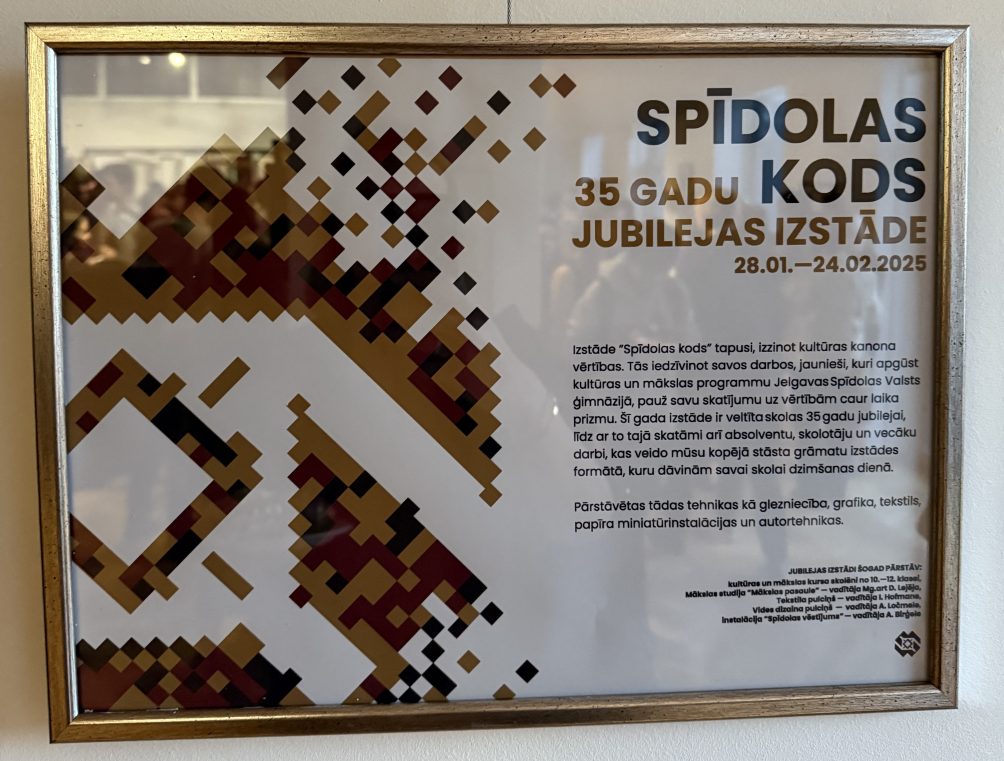 SPĪDOLAS
35 GADU KODS
JUBILEJAS IZSTĀDE
28.01.—24.02.2025
Izstāde "Spīdolas kods" tapusi, izzinot kultūras kanona
vērtības. Tās iedzīvinot savos darbos, jaunieši, kuri apgūst
kultūras un mākslas programmu Jelgavas Spīdolas Valsts
ģimnāzijā, pauž savu skatījumu uz vērtībām caur laika
prizmu. Šī gada izstāde ir veltīta skolas 35 gadu jubilejai,
līdz ar to tajā skatāmi arī absolventu, skolotāju un vecāku
darbi, kas veido mūsu kopējā stāsta grāmatu izstādes
formātā, kuru dāvinām savai skolai dzimšanas dienā.
Pārstāvētas tādas tehnikas kā glezniecība, grafika, tekstils,
papīra miniatūrinstalācijas un autortehnikas.
JUBILEJAS IZSTĀDI ŠOGAD PĀRSTĀV:
kultūras un mākslas kursa skolēni no 10.—12. klasei,
Mākslas studija "Mākslas pasaule" — vadītāja Mg.art D. Lejēja,
Tekstila pulciņš — vadītāja I. Hofmane,
Vides dizaina pulciņš — vadītāja A. Ločmele,
instalācija "Spīdolas vēstījums" — vadītāja A. Birģele